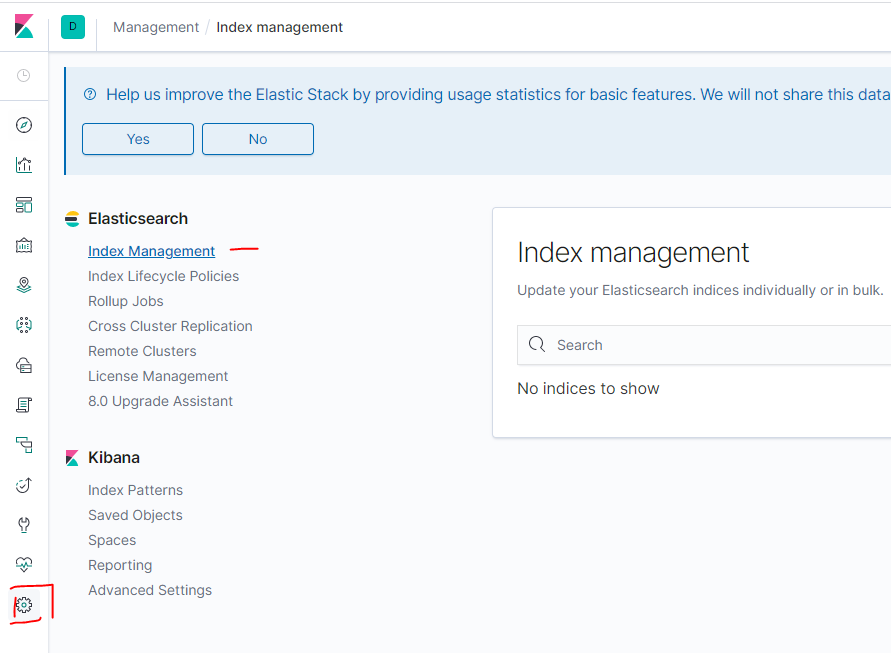 D Management / Index management
Help us improve the Elastic Stack by providing usage statistics for basic features. We will not share this data
Yes No
Elasticsearch
Index Management
Index Lifecycle Policies
Rollup Jobs
Cross Cluster Replication
Remote Clusters
License Management
8.0 Upgrade Assistant
Kibana
Index Patterns
Saved Objects
Spaces
Reporting
Advanced Settings
Index management
Update your Elasticsearch indices individually or in bulk.
Search
No indices to show